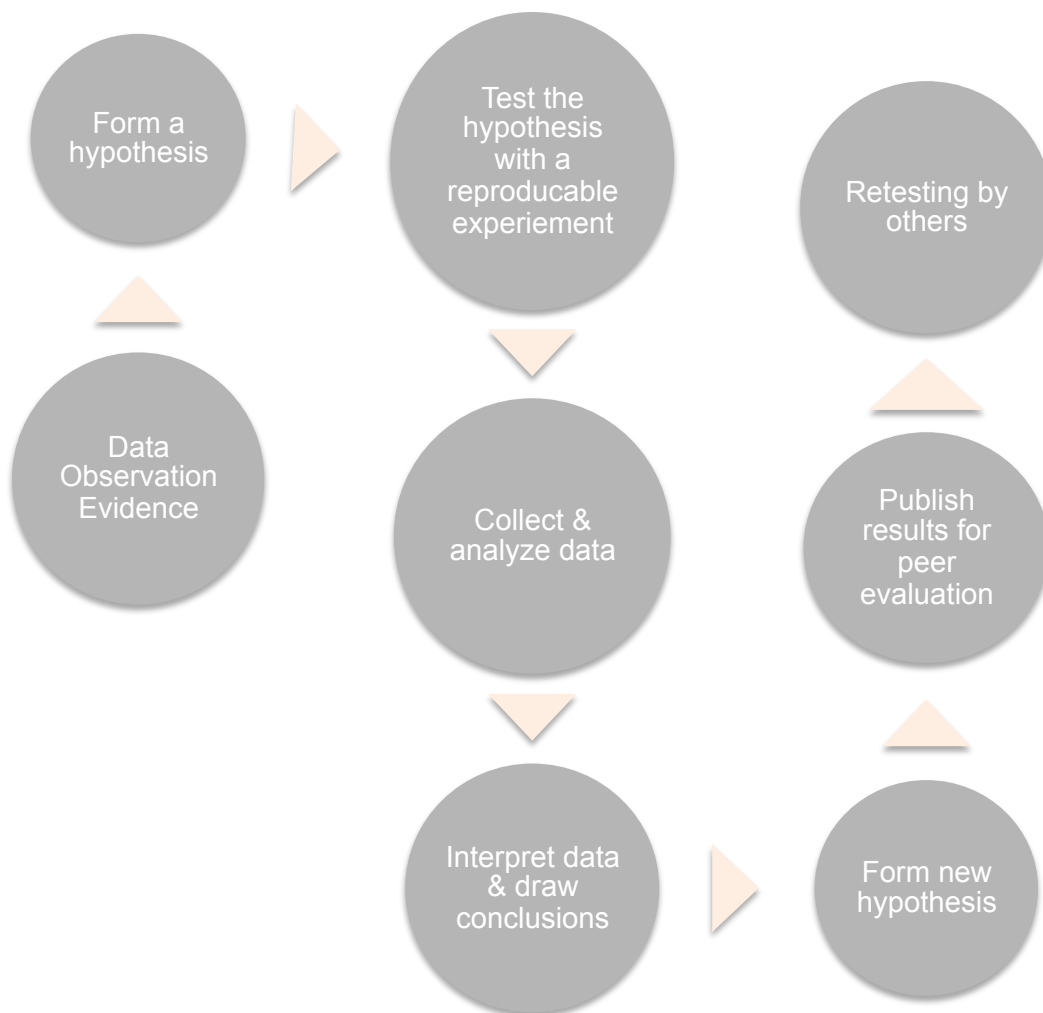 Data
Observation
Evidence
Form a
hypothesis
Test the
hypothesis
with a
reproducable
experiement
Collect &
analyze data
Interpret data
& draw
conclusions
Form new
hypothesis
Publish
results for
peer
evaluation
Retesting by
others